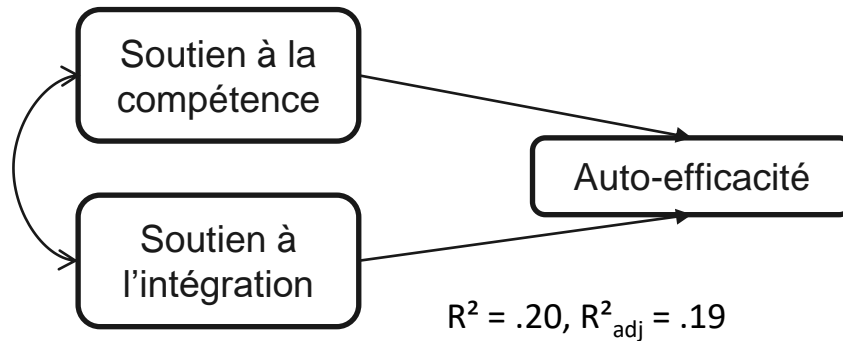 Soutien à la
compétence
Auto-efficacité
Soutien à
l’intégration
R² = .20, R²adj = .19